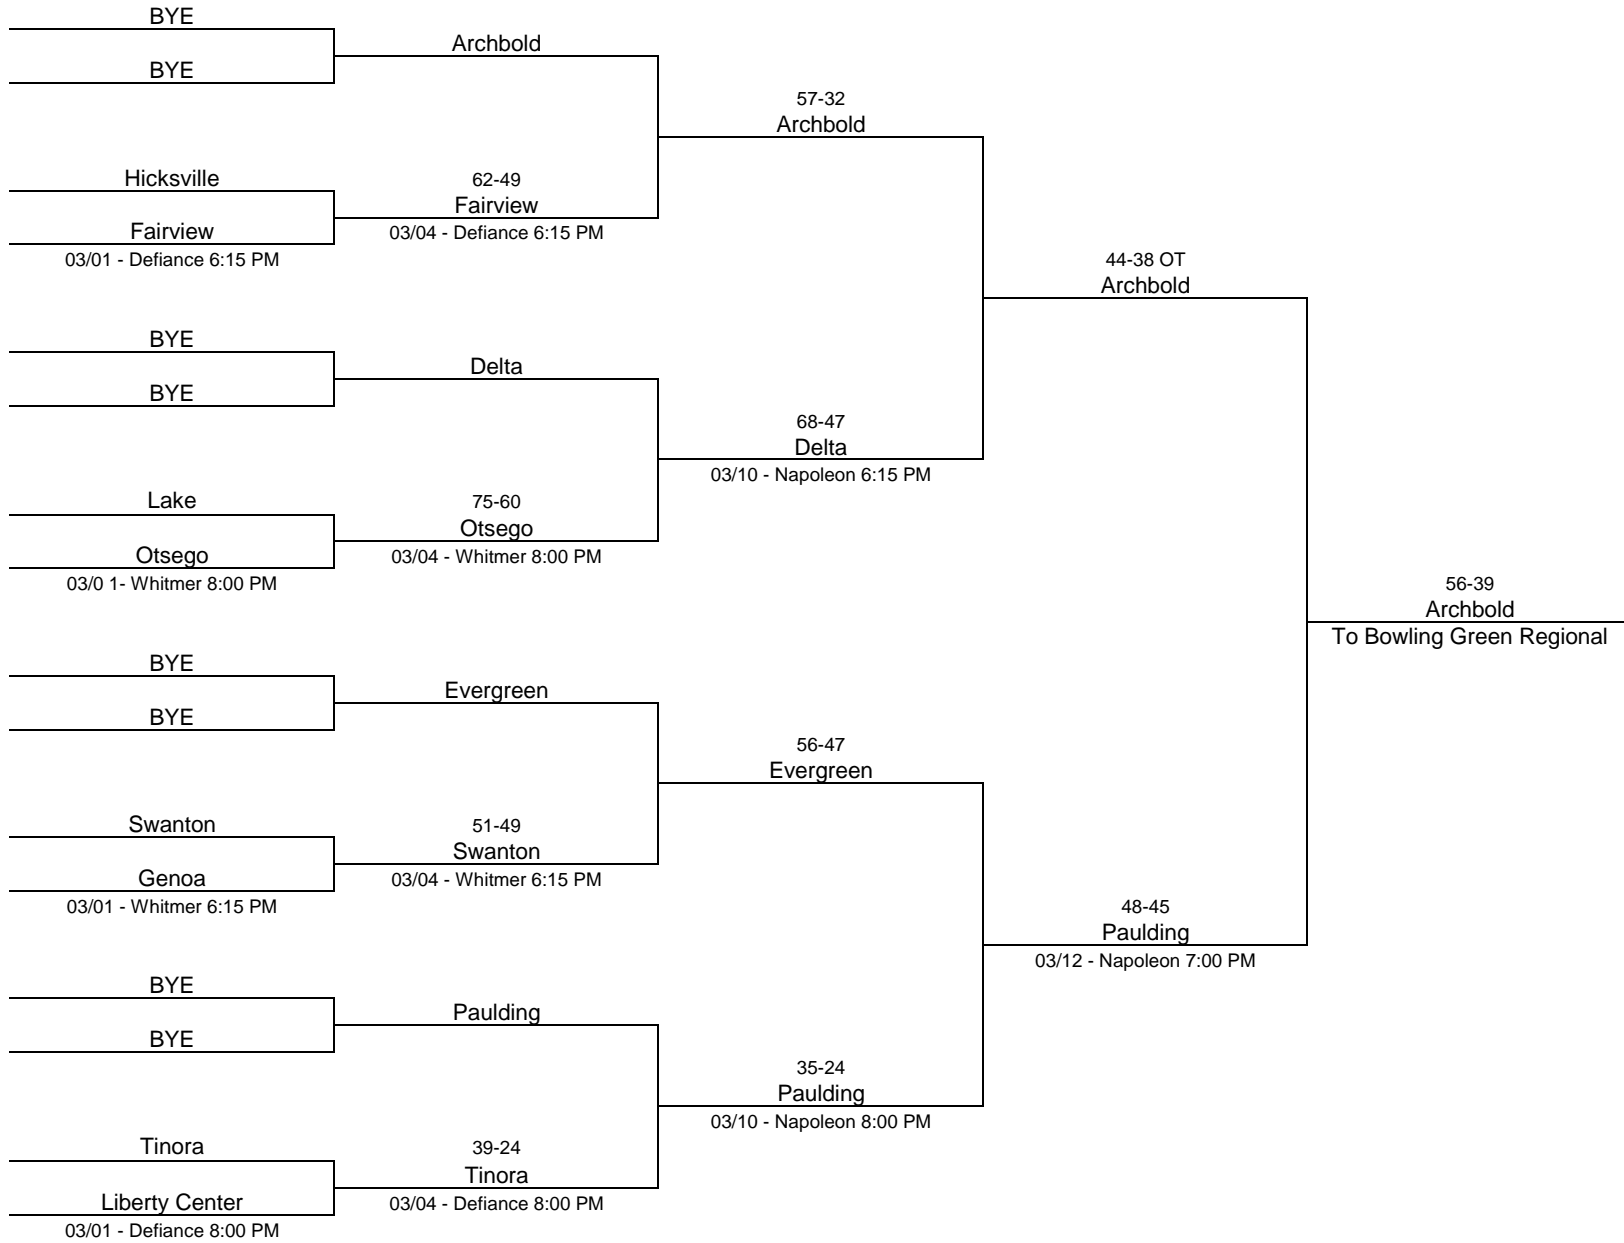 BYE
BYE
Archbold
57-32
Archbold
Hicksville
Fairview
03/01 - Defiance 6:15 PM
62-49
Fairview
03/04 - Defiance 6:15 PM
44-38 OT
Archbold
BYE
BYE
Delta
68-47
Delta
03/10 - Napoleon 6:15 PM
Lake
Otsego
03/0 1- Whitmer 8:00 PM
75-60
Otsego
03/04 - Whitmer 8:00 PM
56-39
Archbold
To Bowling Green Regional
BYE
BYE
Evergreen
56-47
Evergreen
Swanton
Genoa
03/01 - Whitmer 6:15 PM
51-49
Swanton
03/04 - Whitmer 6:15 PM
48-45
Paulding
03/12 - Napoleon 7:00 PM
BYE
BYE
Paulding
35-24
Paulding
03/10 - Napoleon 8:00 PM
Tinora
Liberty Center
03/01 - Defiance 8:00 PM
39-24
Tinora
03/04 - Defiance 8:00 PM